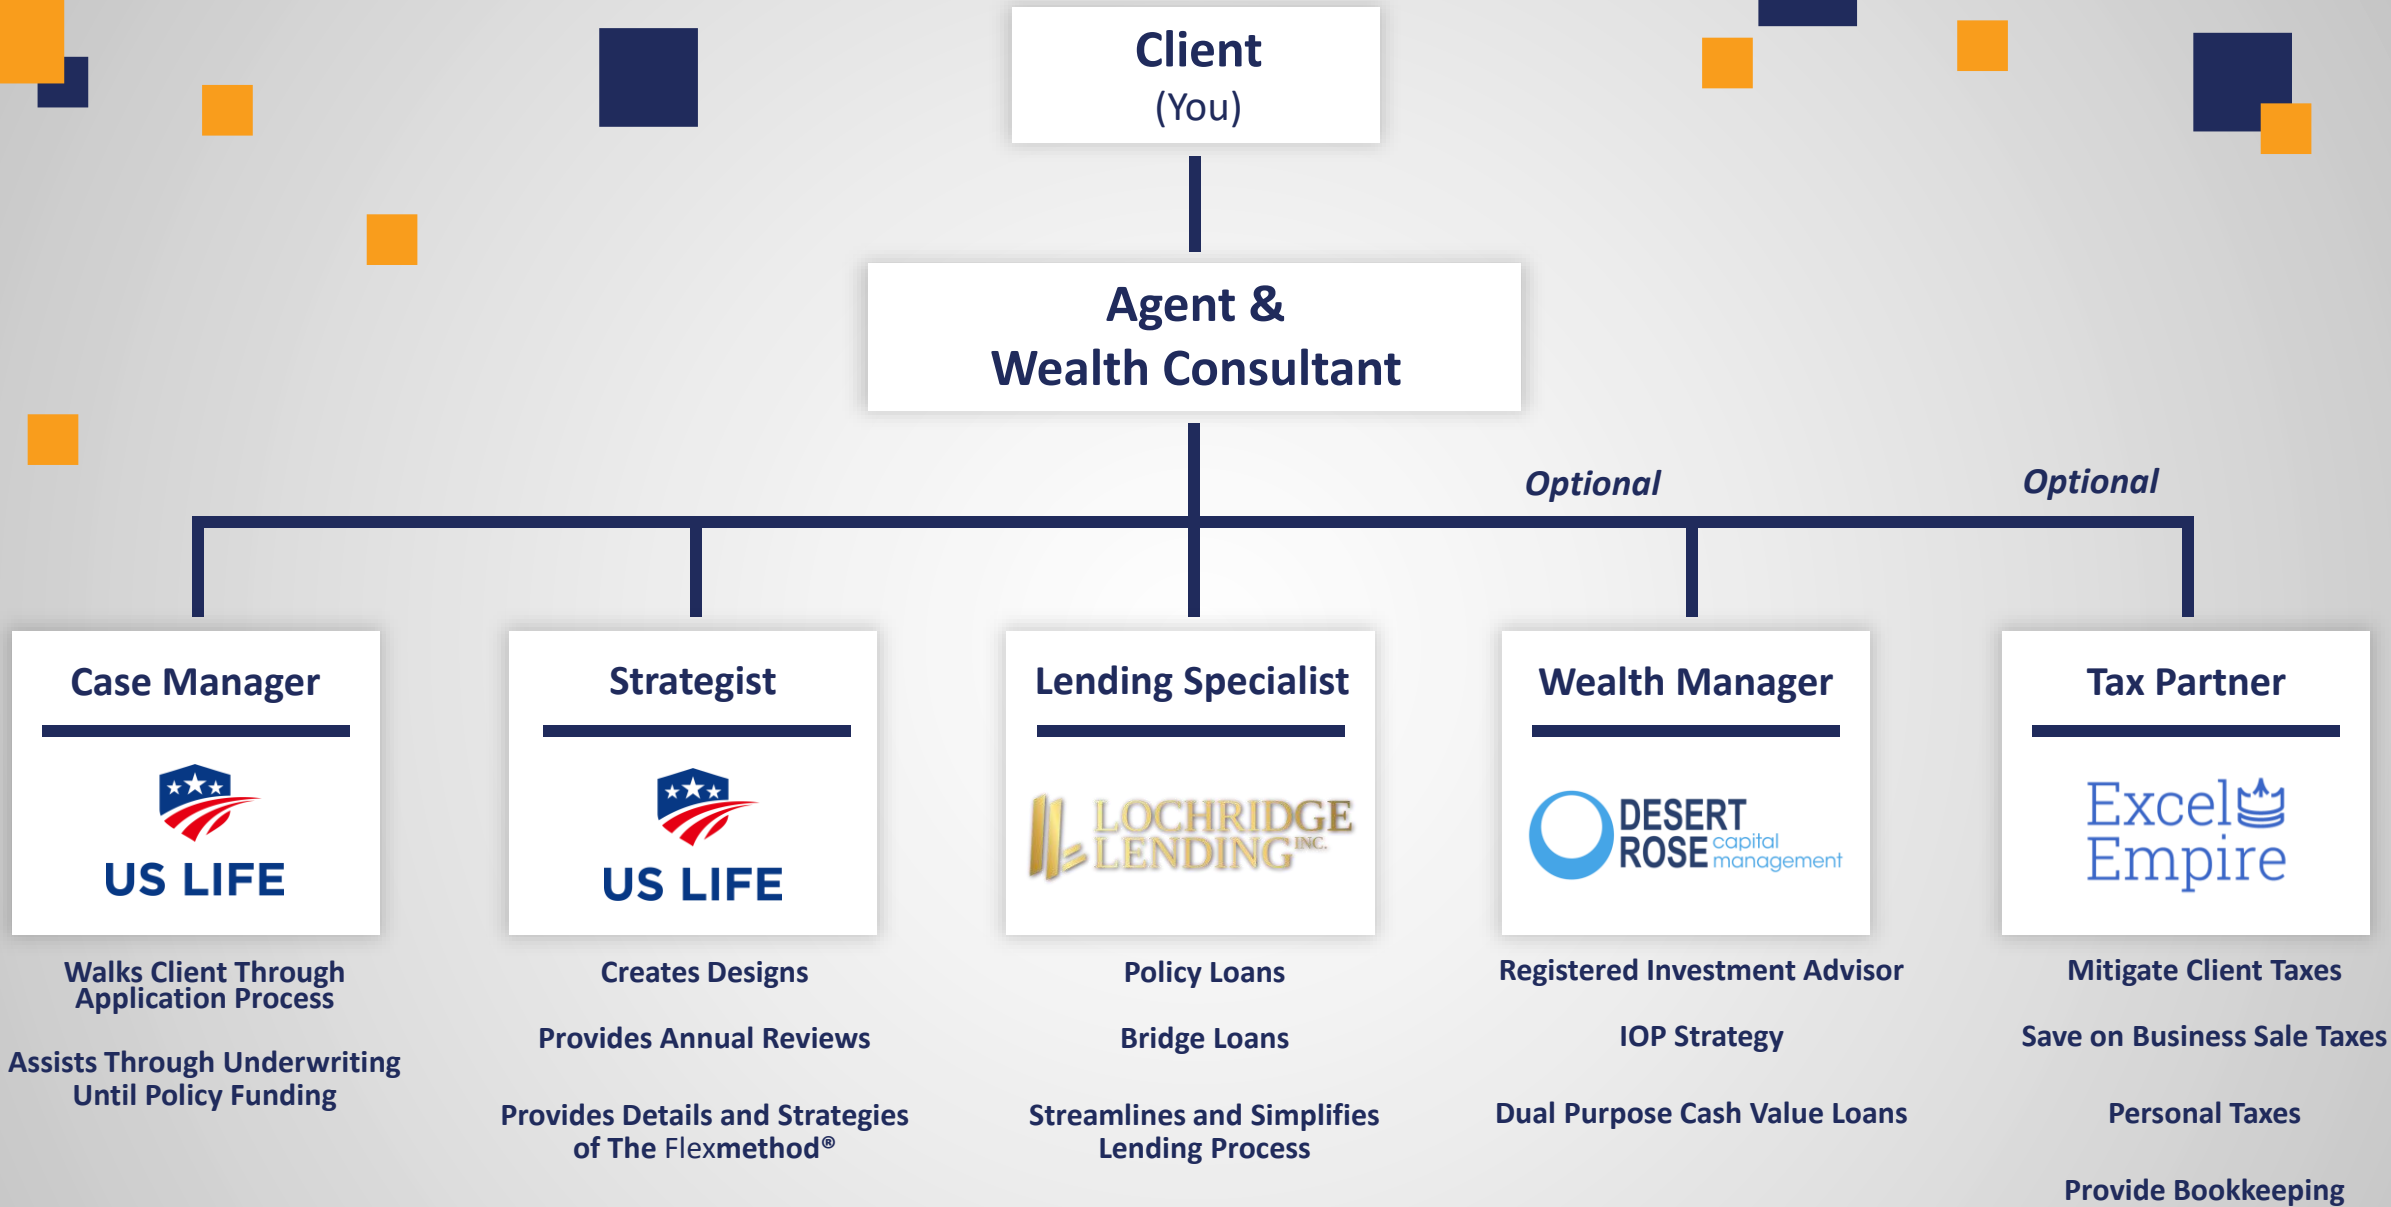 Client
(You)
Agent &
Wealth Consultant
Optional
Optional
Case Manager
US LIFE
Walks Client Through
Application Process
Assists Through Underwriting
Until Policy Funding
Strategist
US LIFE
Creates Designs
Provides Annual Reviews
Provides Details and Strategies
of The Flexmethod®
Lending Specialist
LOCHRIDGE
LENDING INC.
Policy Loans
Bridge Loans
Streamlines and Simplifies
Lending Process
Wealth Manager
DESERT
ROSE capital
management
Registered Investment Advisor
IOP Strategy
Dual Purpose Cash Value Loans
Tax Partner
Excel
Empire
Mitigate Client Taxes
Save on Business Sale Taxes
Personal Taxes
Provide Bookkeeping